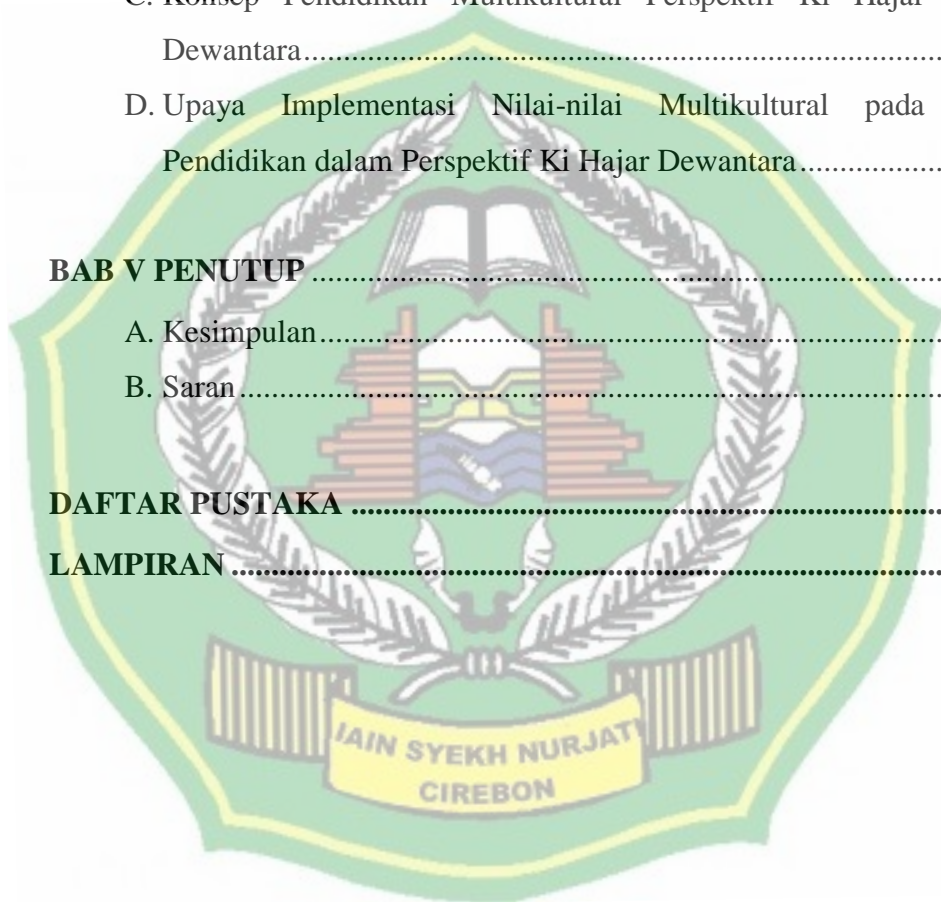 C. Konsep Pendidikan Multikultural Perspektif Ki Hajar
Dewantara........................................................................
D. Upaya Implementasi Nilai-nilai Multikultural pada
Pendidikan dalam Perspektif Ki Hajar Dewantara..................
BAB V PENUTUP........................................................................
A. Kesimpulan........................................................................
B. Saran........................................................................
DAFTAR PUSTAKA........................................................................
LAMPIRAN........................................................................
IAIN SYEKH NURJATI
CIREBON